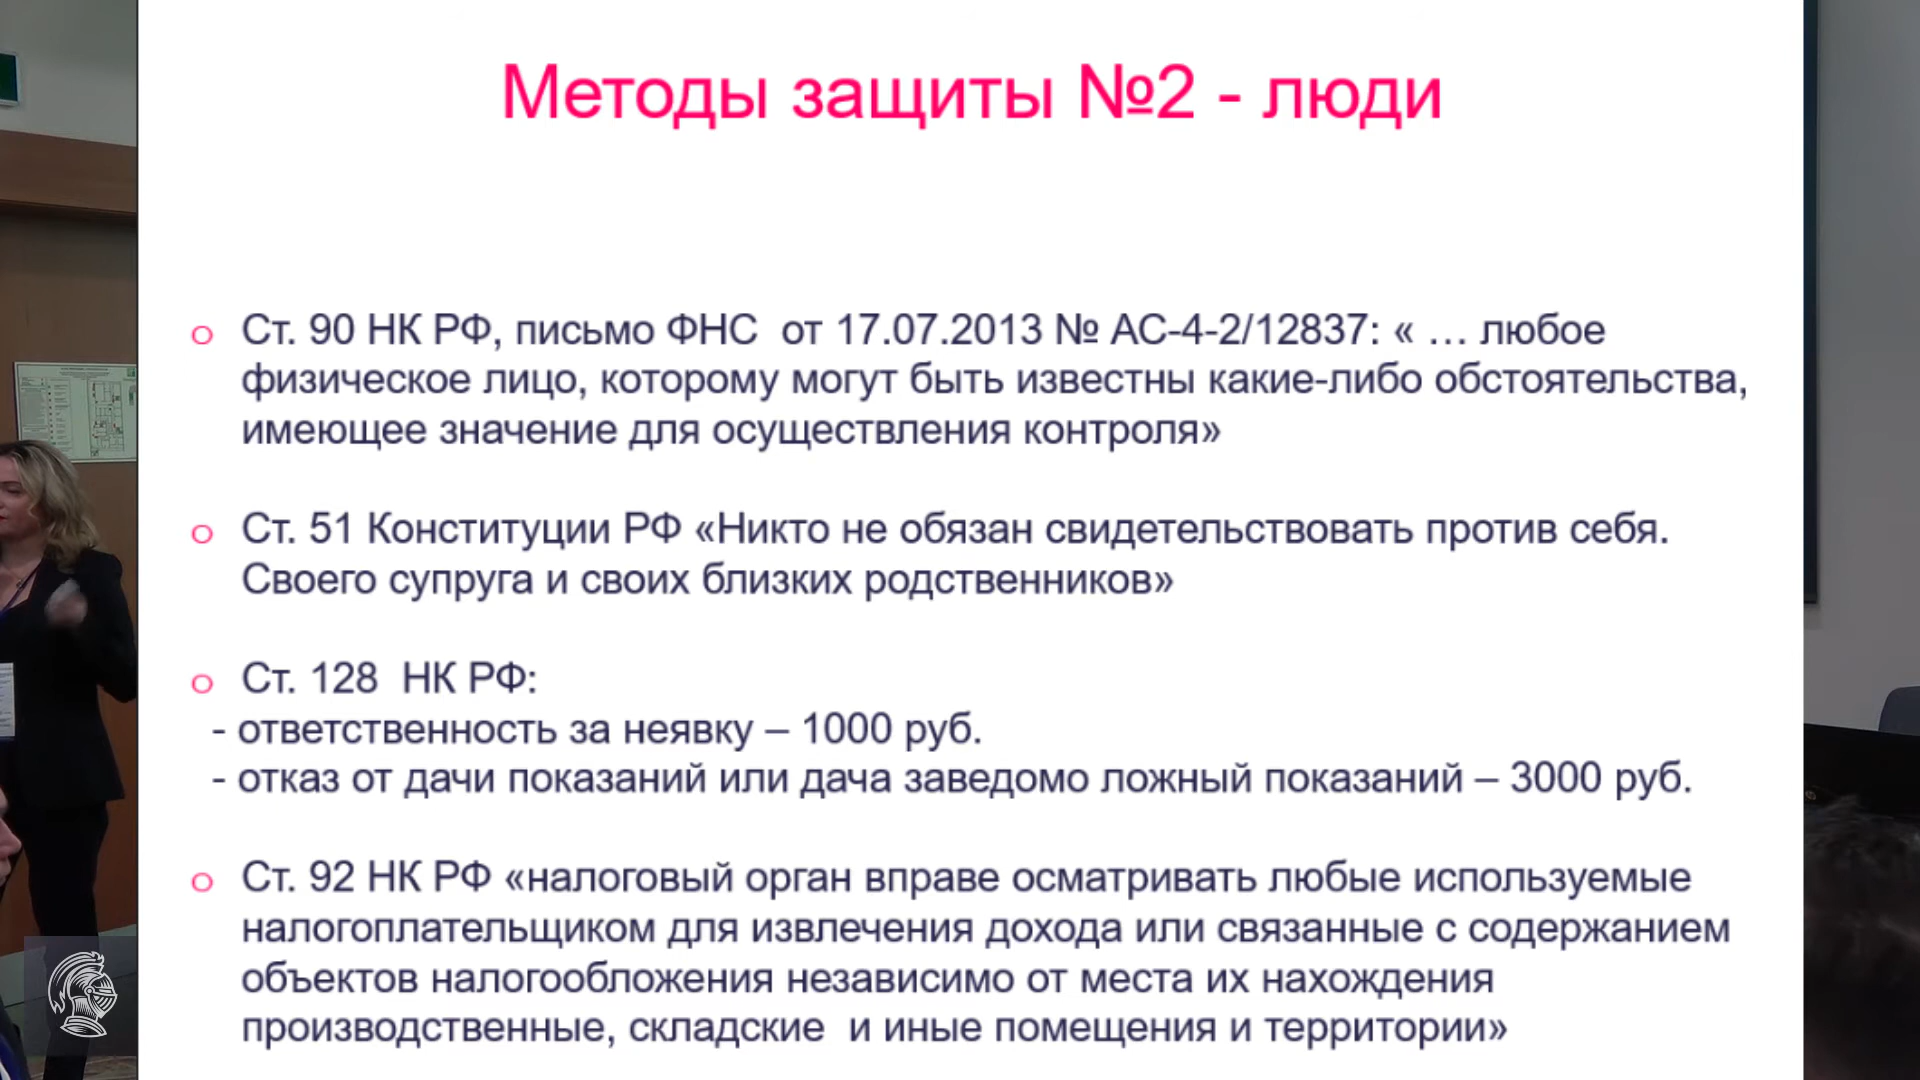 Методы защиты №2 - люди
o Ст. 90 НК РФ, письмо ФНС от 17.07.2013 № АС-4-2/12837: « … любое
физическое лицо, которому могут быть известны какие-либо обстоятельства,
имеющее значение для осуществления контроля»
o Ст. 51 Конституции РФ «Никто не обязан свидетельствовать против себя.
Своего супруга и своих близких родственников»
o Ст. 128 НК РФ:
- ответственность за неявку – 1000 руб.
- отказ от дачи показаний или дача заведомо ложный показаний – 3000 руб.
o Ст. 92 НК РФ «налоговый орган вправе осматривать любые используемые
налогоплательщиком для извлечения дохода или связанные с содержанием
объектов налогообложения независимо от места их нахождения
производственные, складские и иные помещения и территории»